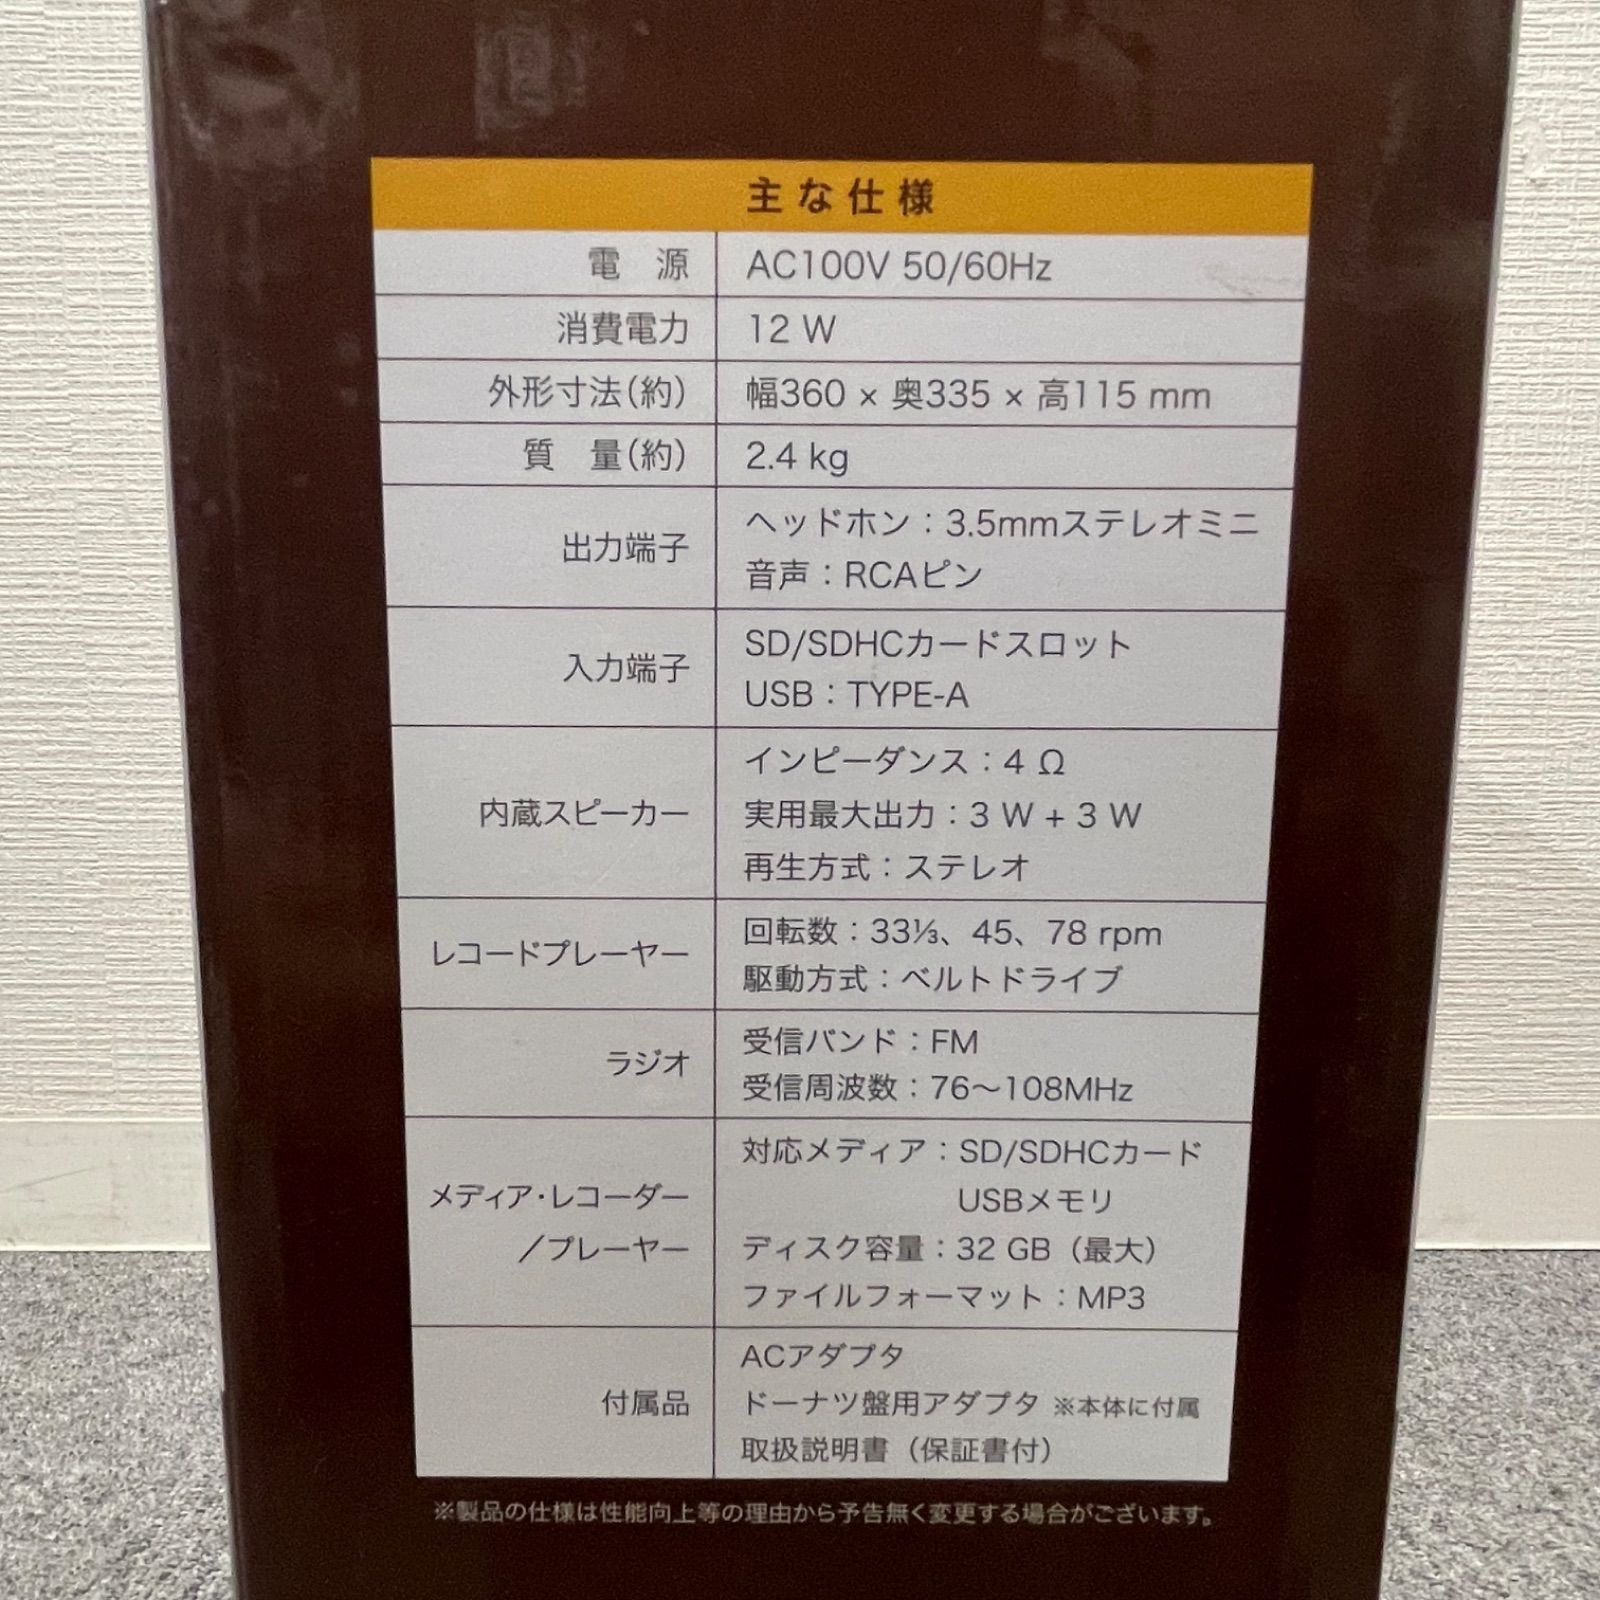 主な仕様
電 源 AC100V 50/60Hz
消費電力 12 W
外形寸法(約) 幅360 × 奥335 × 高115 mm
質 量(約) 2.4 kg
出力端子
ヘッドホン：3.5mmステレオミニ
音声：RCAピン
入力端子
SD/SDHCカードスロット
USB：TYPE-A
内蔵スピーカー
インピーダンス：4 Ω
実用最大出力：3 W + 3 W
再生方式：ステレオ
レコードプレーヤー
回転数：33⅓、45、78 rpm
駆動方式：ベルトドライブ
ラジオ
受信バンド：FM
受信周波数：76〜108MHz
メディア・レコーダー
／プレーヤー
対応メディア：SD/SDHCカード
USBメモリ
ディスク容量：32 GB（最大）
ファイルフォーマット：MP3
付属品
ACアダプタ
ドーナツ盤用アダプタ ※本体に付属
取扱説明書（保証書付）
※製品の仕様は性能向上等の理由から予告無く変更する場合がございます。